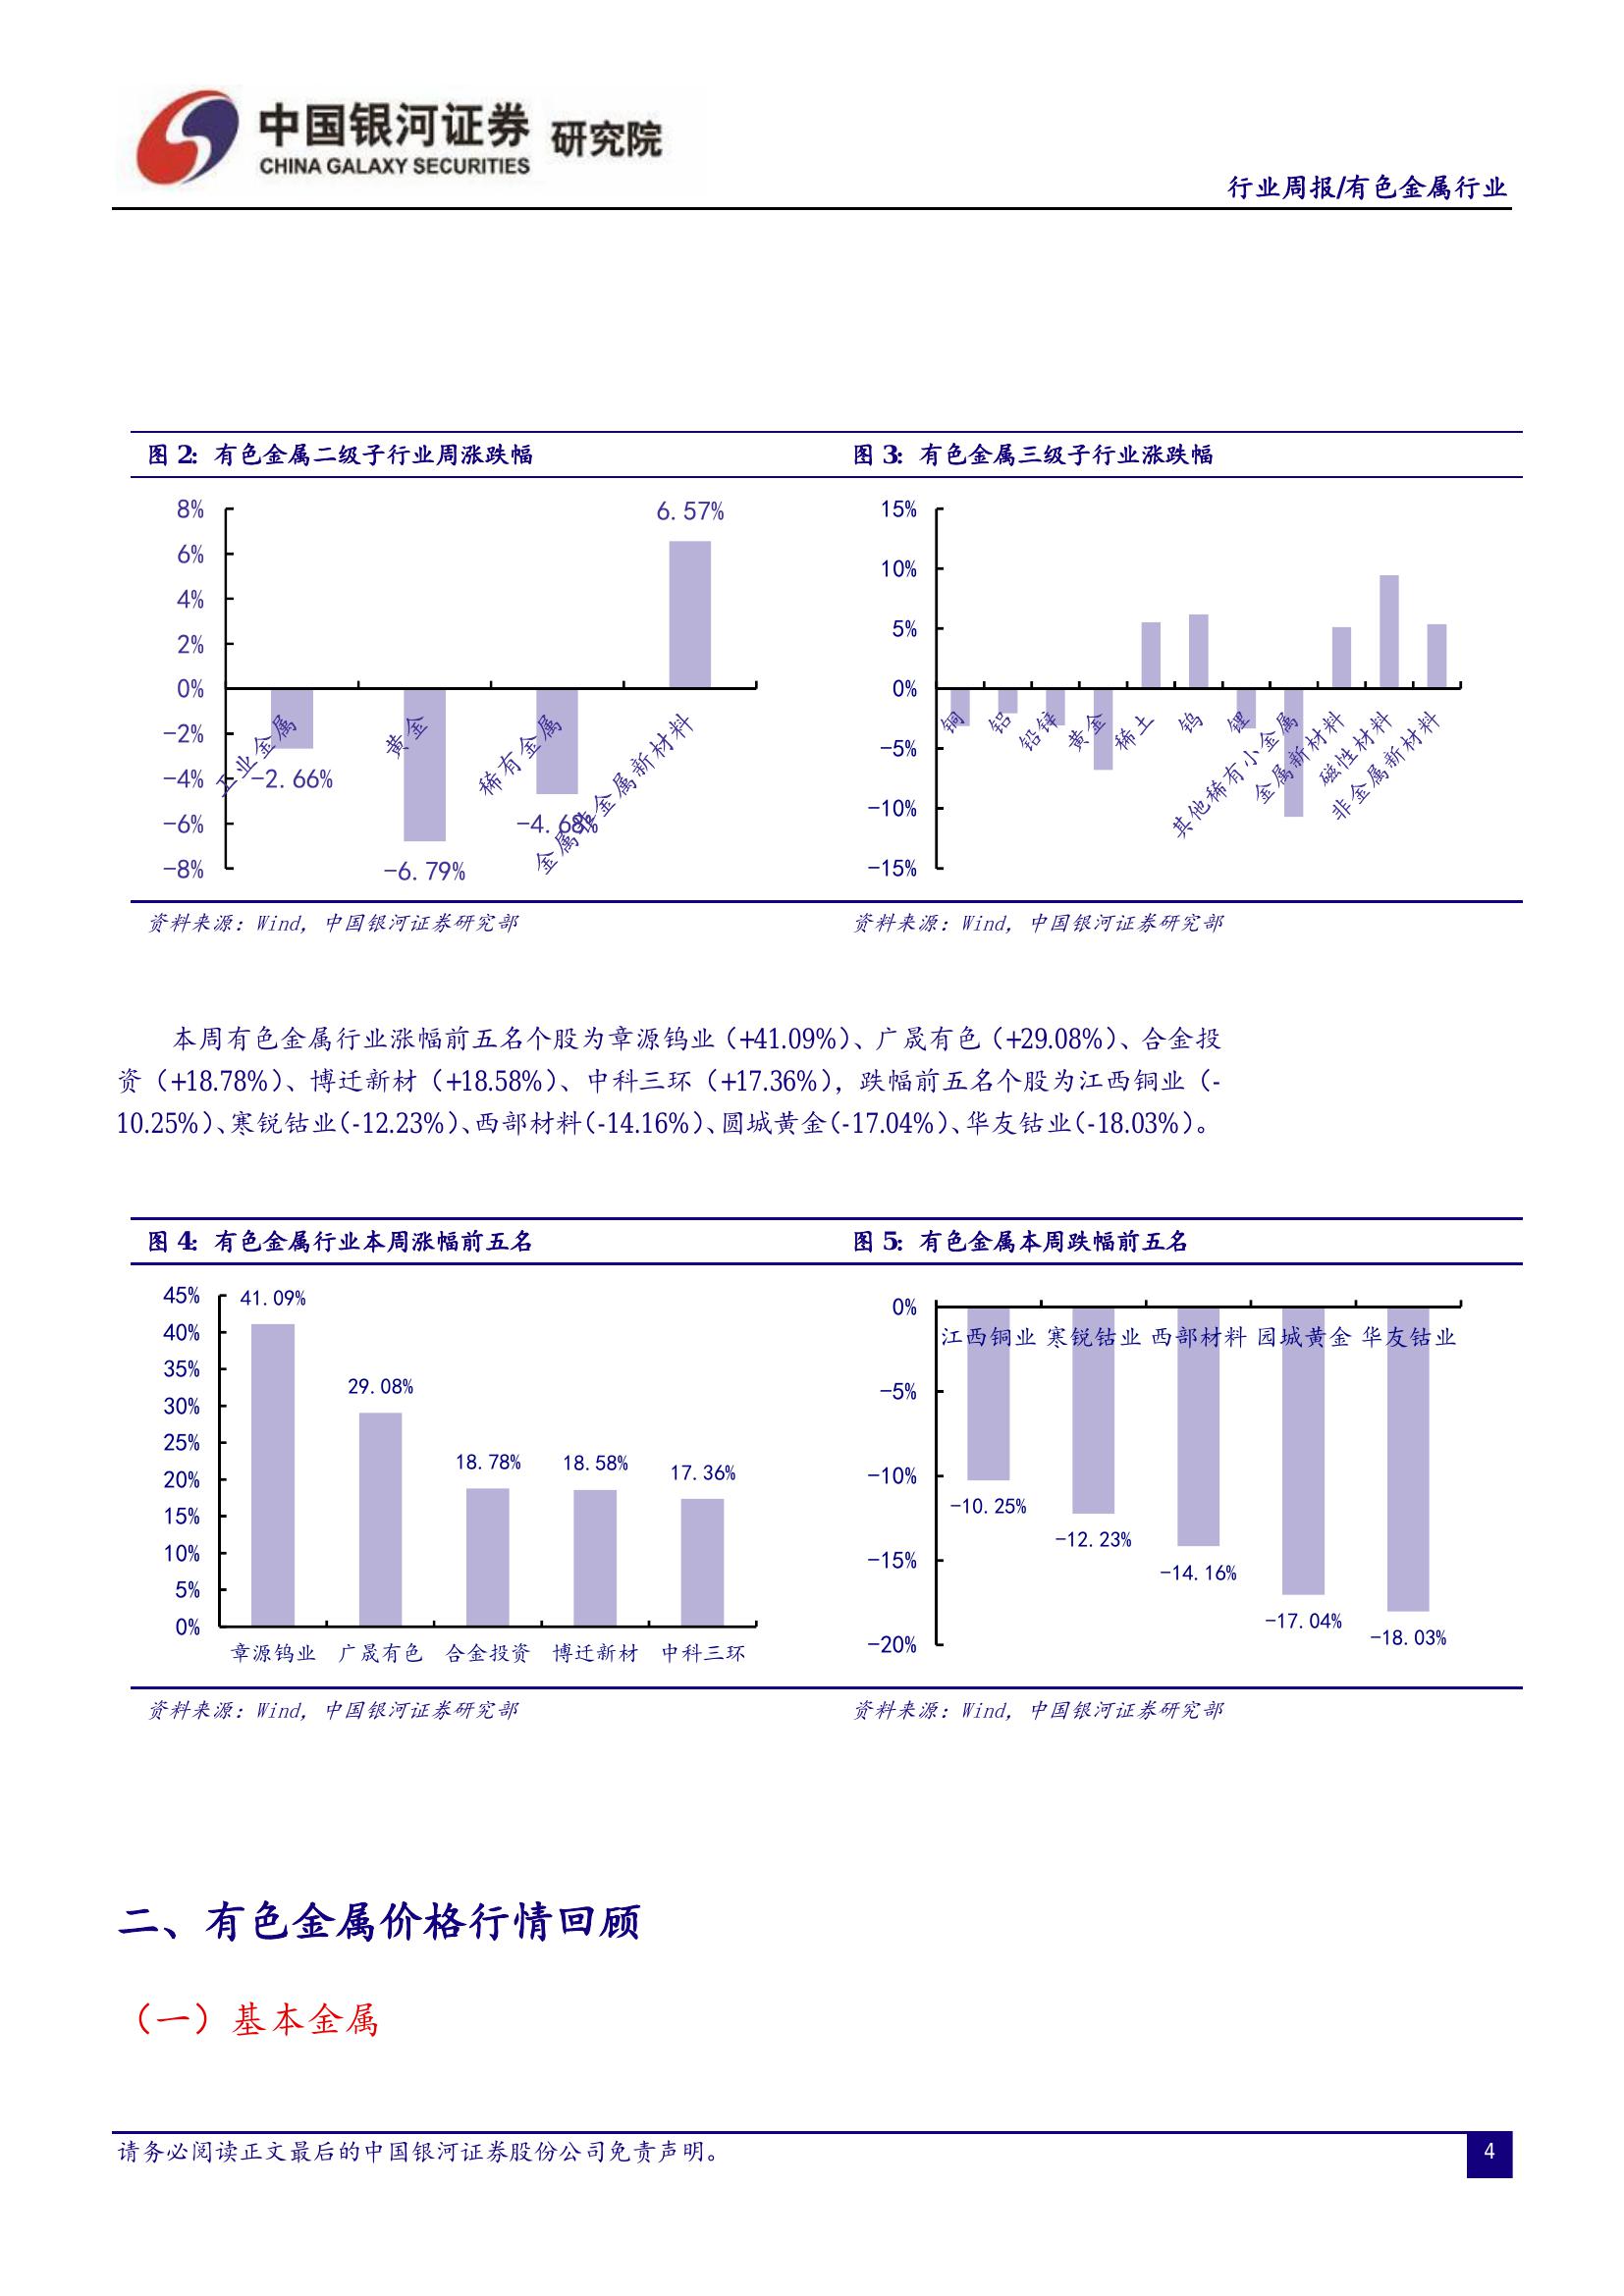 中国银河证券 研究院
CHINA GALAXY SECURITIES
行业周报/有色金属行业
图 2：有色金属二级子行业周涨跌幅
8%
6%
4%
2%
0%
-2%
-4%
-6%
-8%
6.57%
-2.66%
-6.79%
-4.68%
工业金属
黄金
稀有金属
金属非金属新材料
资料来源：Wind，中国银河证券研究部
图 3：有色金属三级子行业涨跌幅
15%
10%
5%
0%
-5%
-10%
-15%
铜
铝
铅锌
黄金
稀土
钨
锂
其他稀有小金属
金属新材料
磁性材料
非金属新材料
资料来源：Wind，中国银河证券研究部
本周有色金属行业涨幅前五名个股为章源钨业（+41.09%）、广晟有色（+29.08%）、合金投
资（+18.78%）、博迁新材（+18.58%）、中科三环（+17.36%），跌幅前五名个股为江西铜业（-
10.25%）、寒锐钴业（-12.23%）、西部材料（-14.16%）、圆城黄金（-17.04%）、华友钴业（-18.03%）。
图 4：有色金属行业本周涨幅前五名
45%
40%
35%
30%
25%
20%
15%
10%
5%
0%
41.09%
29.08%
18.78%
18.58%
17.36%
章源钨业 广晟有色 合金投资 博迁新材 中科三环
资料来源：Wind，中国银河证券研究部
图 5：有色金属本周跌幅前五名
0%
-5%
-10%
-15%
-20%
江西铜业 寒锐钴业 西部材料 园城黄金 华友钴业
-10.25%
-12.23%
-14.16%
-17.04%
-18.03%
资料来源：Wind，中国银河证券研究部
二、有色金属价格行情回顾
（一）基本金属
请务必阅读正文最后的中国银河证券股份公司免责声明。
4